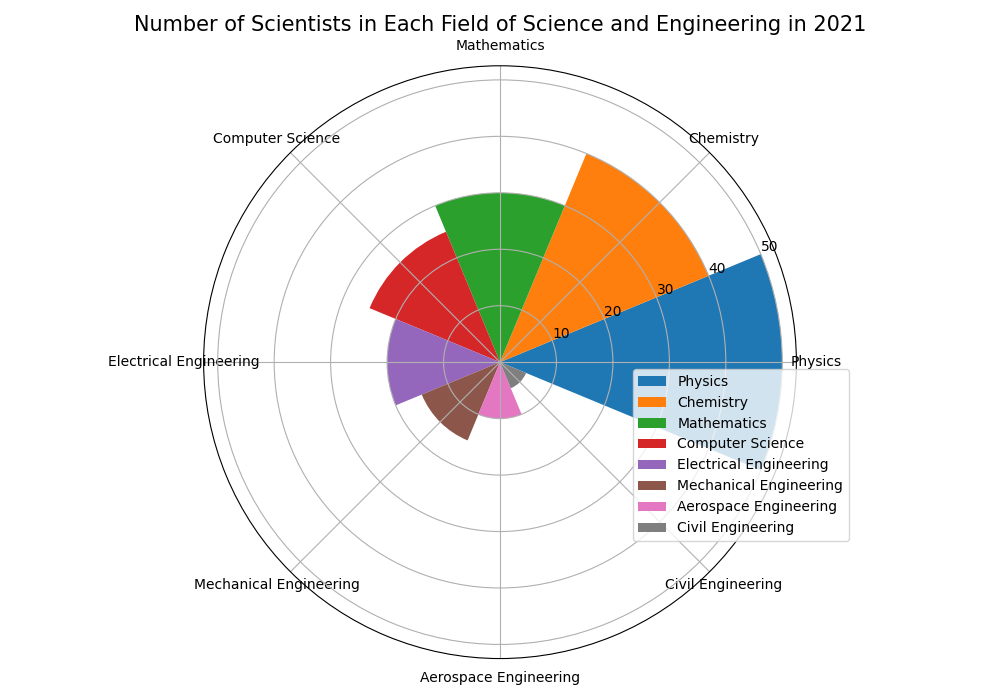 Number of Scientists in Each Field of Science and Engineering in 2021
Mathematics
Computer Science
Chemistry
50
40
30
20
10
Electrical Engineering
Physics
Physics
Chemistry
Mathematics
Computer Science
Electrical Engineering
Mechanical Engineering
Aerospace Engineering
Civil Engineering
Mechanical Engineering
Civil Engineering
Aerospace Engineering